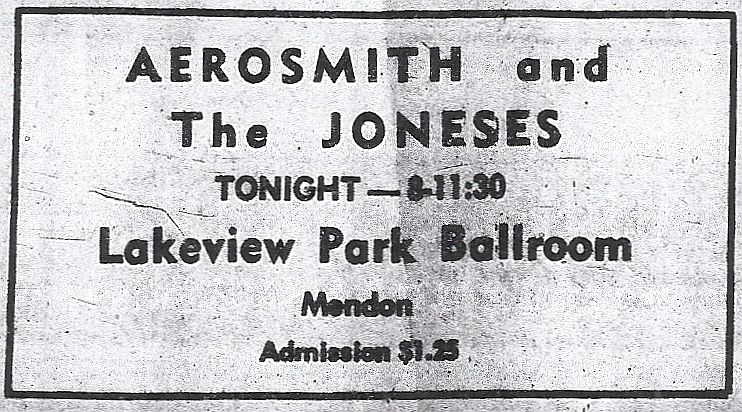 AEROSMITH and
The JONESES
TONIGHT — 8-11:30
Lakeview Park Ballroom
Mendon
Admission $1.25